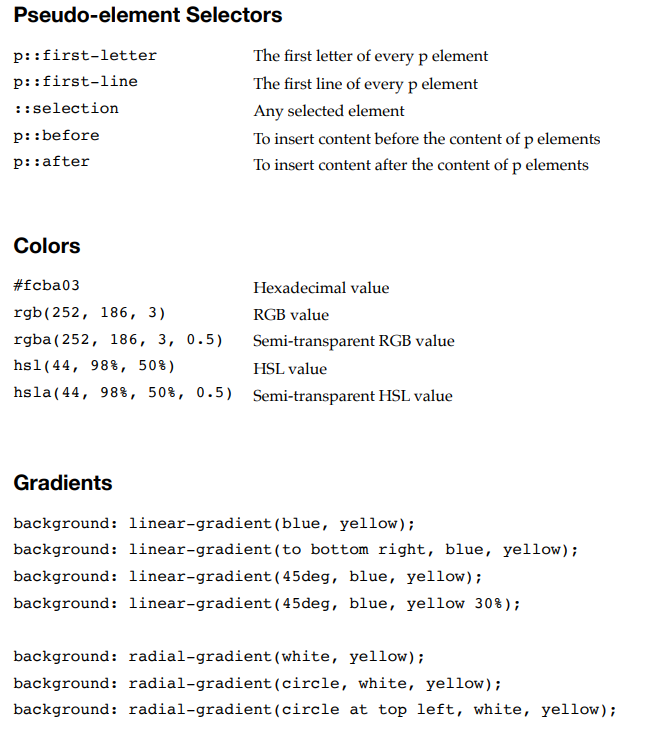 Pseudo-element Selectors
p::first-letter The first letter of every p element
p::first-line The first line of every p element
::selection Any selected element
p::before To insert content before the content of p elements
p::after To insert content after the content of p elements
Colors
#fcba03 Hexadecimal value
rgb(252, 186, 3) RGB value
rgba(252, 186, 3, 0.5) Semi-transparent RGB value
hsl(44, 98%, 50%) HSL value
hsla(44, 98%, 50%, 0.5) Semi-transparent HSL value
Gradients
background: linear-gradient(blue, yellow);
background: linear-gradient(to bottom right, blue, yellow);
background: linear-gradient(45deg, blue, yellow);
background: linear-gradient(45deg, blue, yellow 30%);
background: radial-gradient(white, yellow);
background: radial-gradient(circle, white, yellow);
background: radial-gradient(circle at top left, white, yellow);